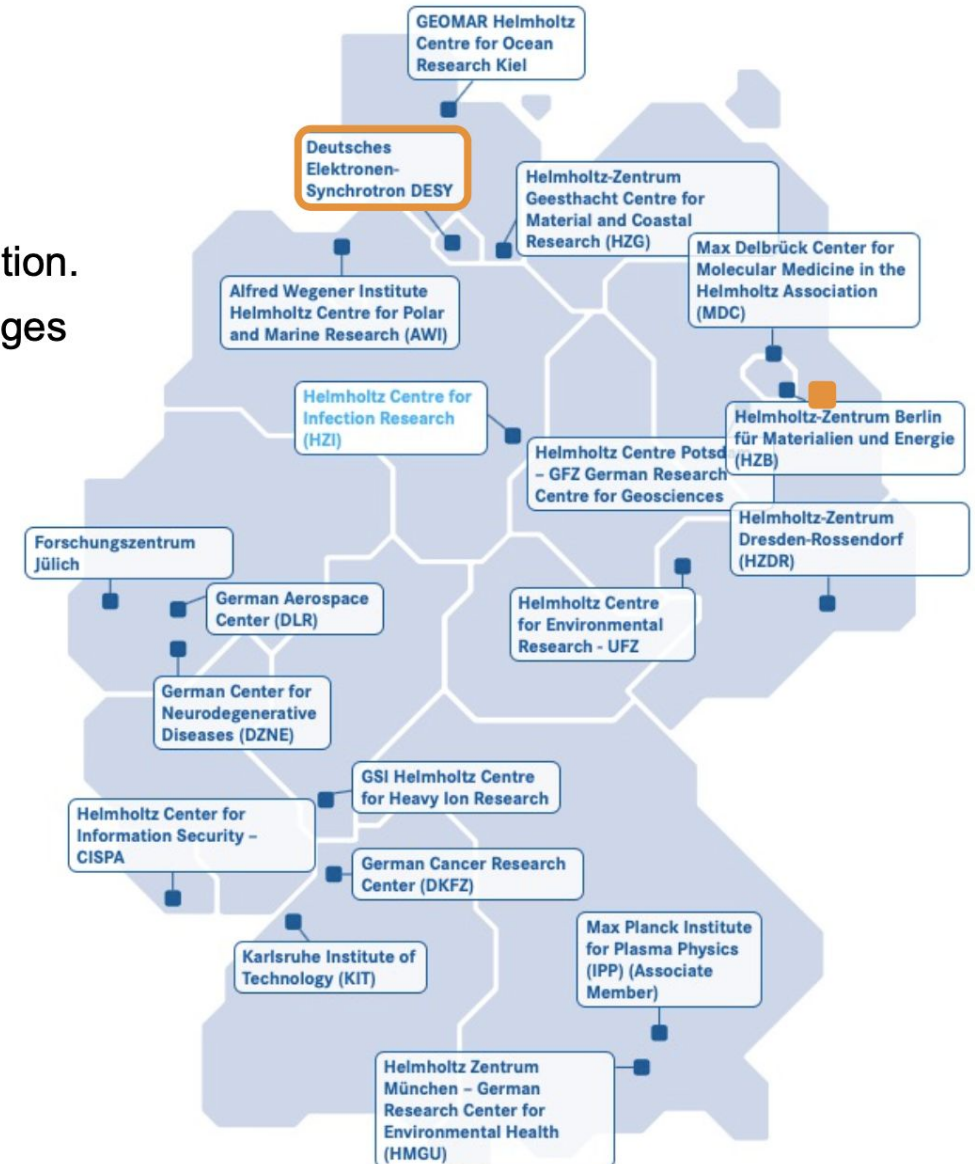 GEOMAR Helmholtz
Centre for Ocean
Research Kiel
Deutsches
Elektronen-
Synchrotron DESY
Helmholtz-Zentrum
Geesthacht Centre for
Material and Coastal
Research (HZG)
tion.
ges
Max Delbrück Center for
Molecular Medicine in the
Helmholtz Association
(MDC)
Alfred Wegener Institute
Helmholtz Centre for Polar
and Marine Research (AWI)
Helmholtz Centre for
Infection Research
(HZI)
Helmholtz-Zentrum Berlin
für Materialien und Energie
(HZB)
Helmholtz Centre Potsdam
– GFZ German Research
Centre for Geosciences
Helmholtz-Zentrum
Dresden-Rossendorf
(HZDR)
Forschungszentrum
Jülich
German Aerospace
Center (DLR)
Helmholtz Centre
for Environmental
Research - UFZ
German Center for
Neurodegenerative
Diseases (DZNE)
GSI Helmholtz Centre
for Heavy Ion Research
Helmholtz Center for
Information Security –
CISPA
German Cancer Research
Center (DKFZ)
Karlsruhe Institute of
Technology (KIT)
Max Planck Institute
for Plasma Physics
(IPP) (Associate
Member)
Helmholtz Zentrum
München – German
Research Center for
Environmental Health
(HMGU)